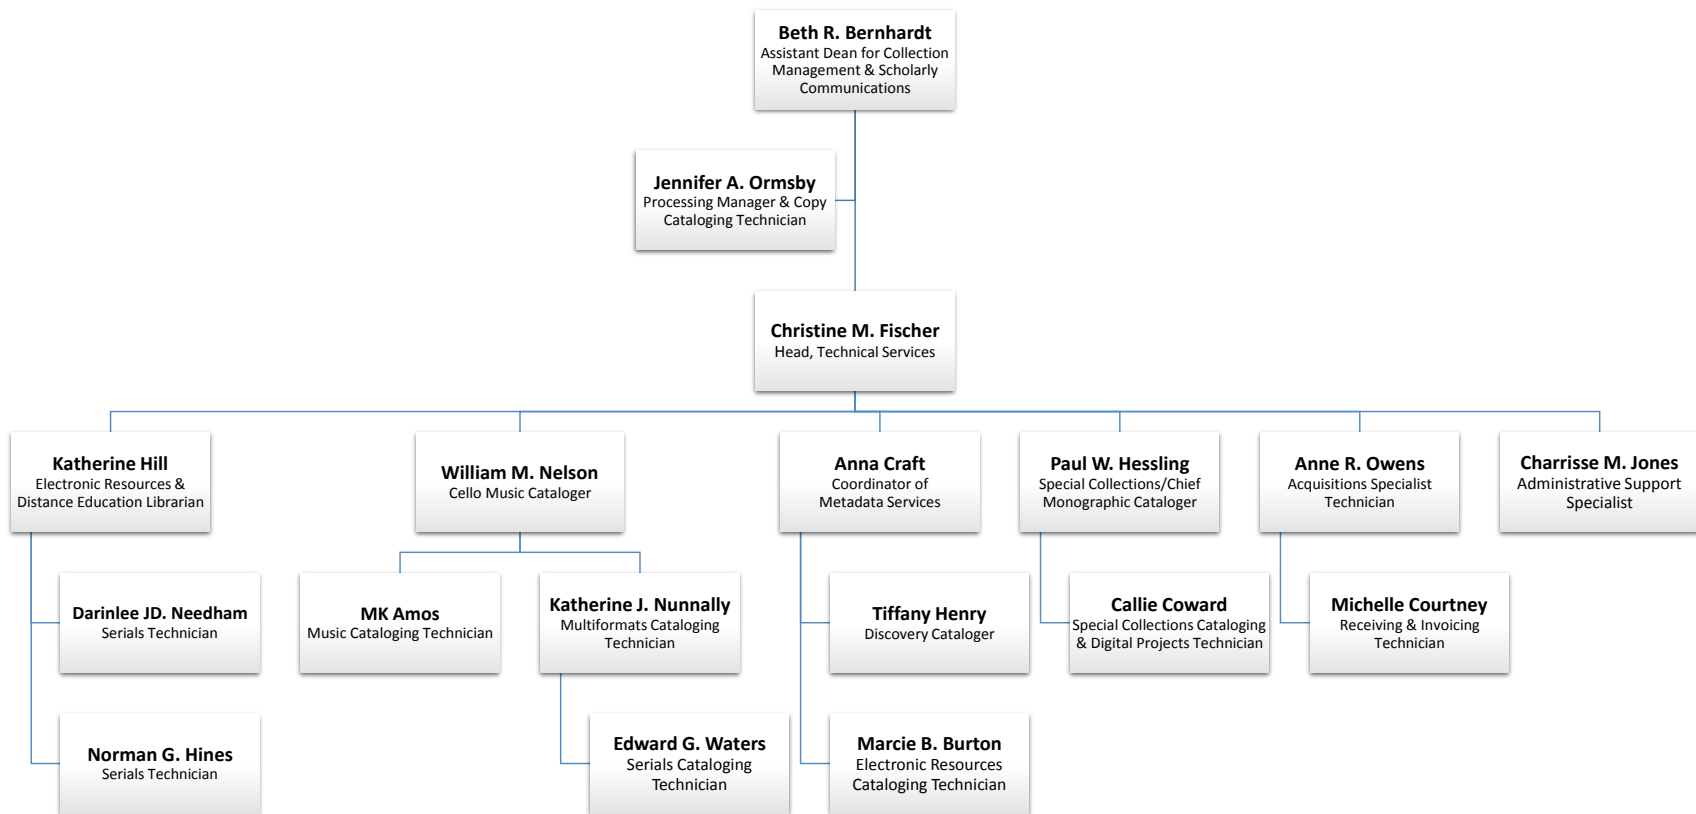 Beth R. Bernhardt
Assistant Dean for Collection
Management & Scholarly
Communications
Jennifer A. Ormsby
Processing Manager & Copy
Cataloging Technician
Christine M. Fischer
Head, Technical Services
Katherine Hill
Electronic Resources &
Distance Education Librarian
William M. Nelson
Cello Music Cataloger
Anna Craft
Coordinator of
Metadata Services
Paul W. Hessling
Special Collections/Chief
Monographic Cataloger
Anne R. Owens
Acquisitions Specialist
Technician
Charrisse M. Jones
Administrative Support
Specialist
Darinlee JD. Needham
Serials Technician
MK Amos
Music Cataloging Technician
Katherine J. Nunnally
Multiformats Cataloging
Technician
Tiffany Henry
Discovery Cataloger
Callie Coward
Special Collections Cataloging
& Digital Projects Technician
Michelle Courtney
Receiving & Invoicing
Technician
Norman G. Hines
Serials Technician
Edward G. Waters
Serials Cataloging
Technician
Marcie B. Burton
Electronic Resources
Cataloging Technician